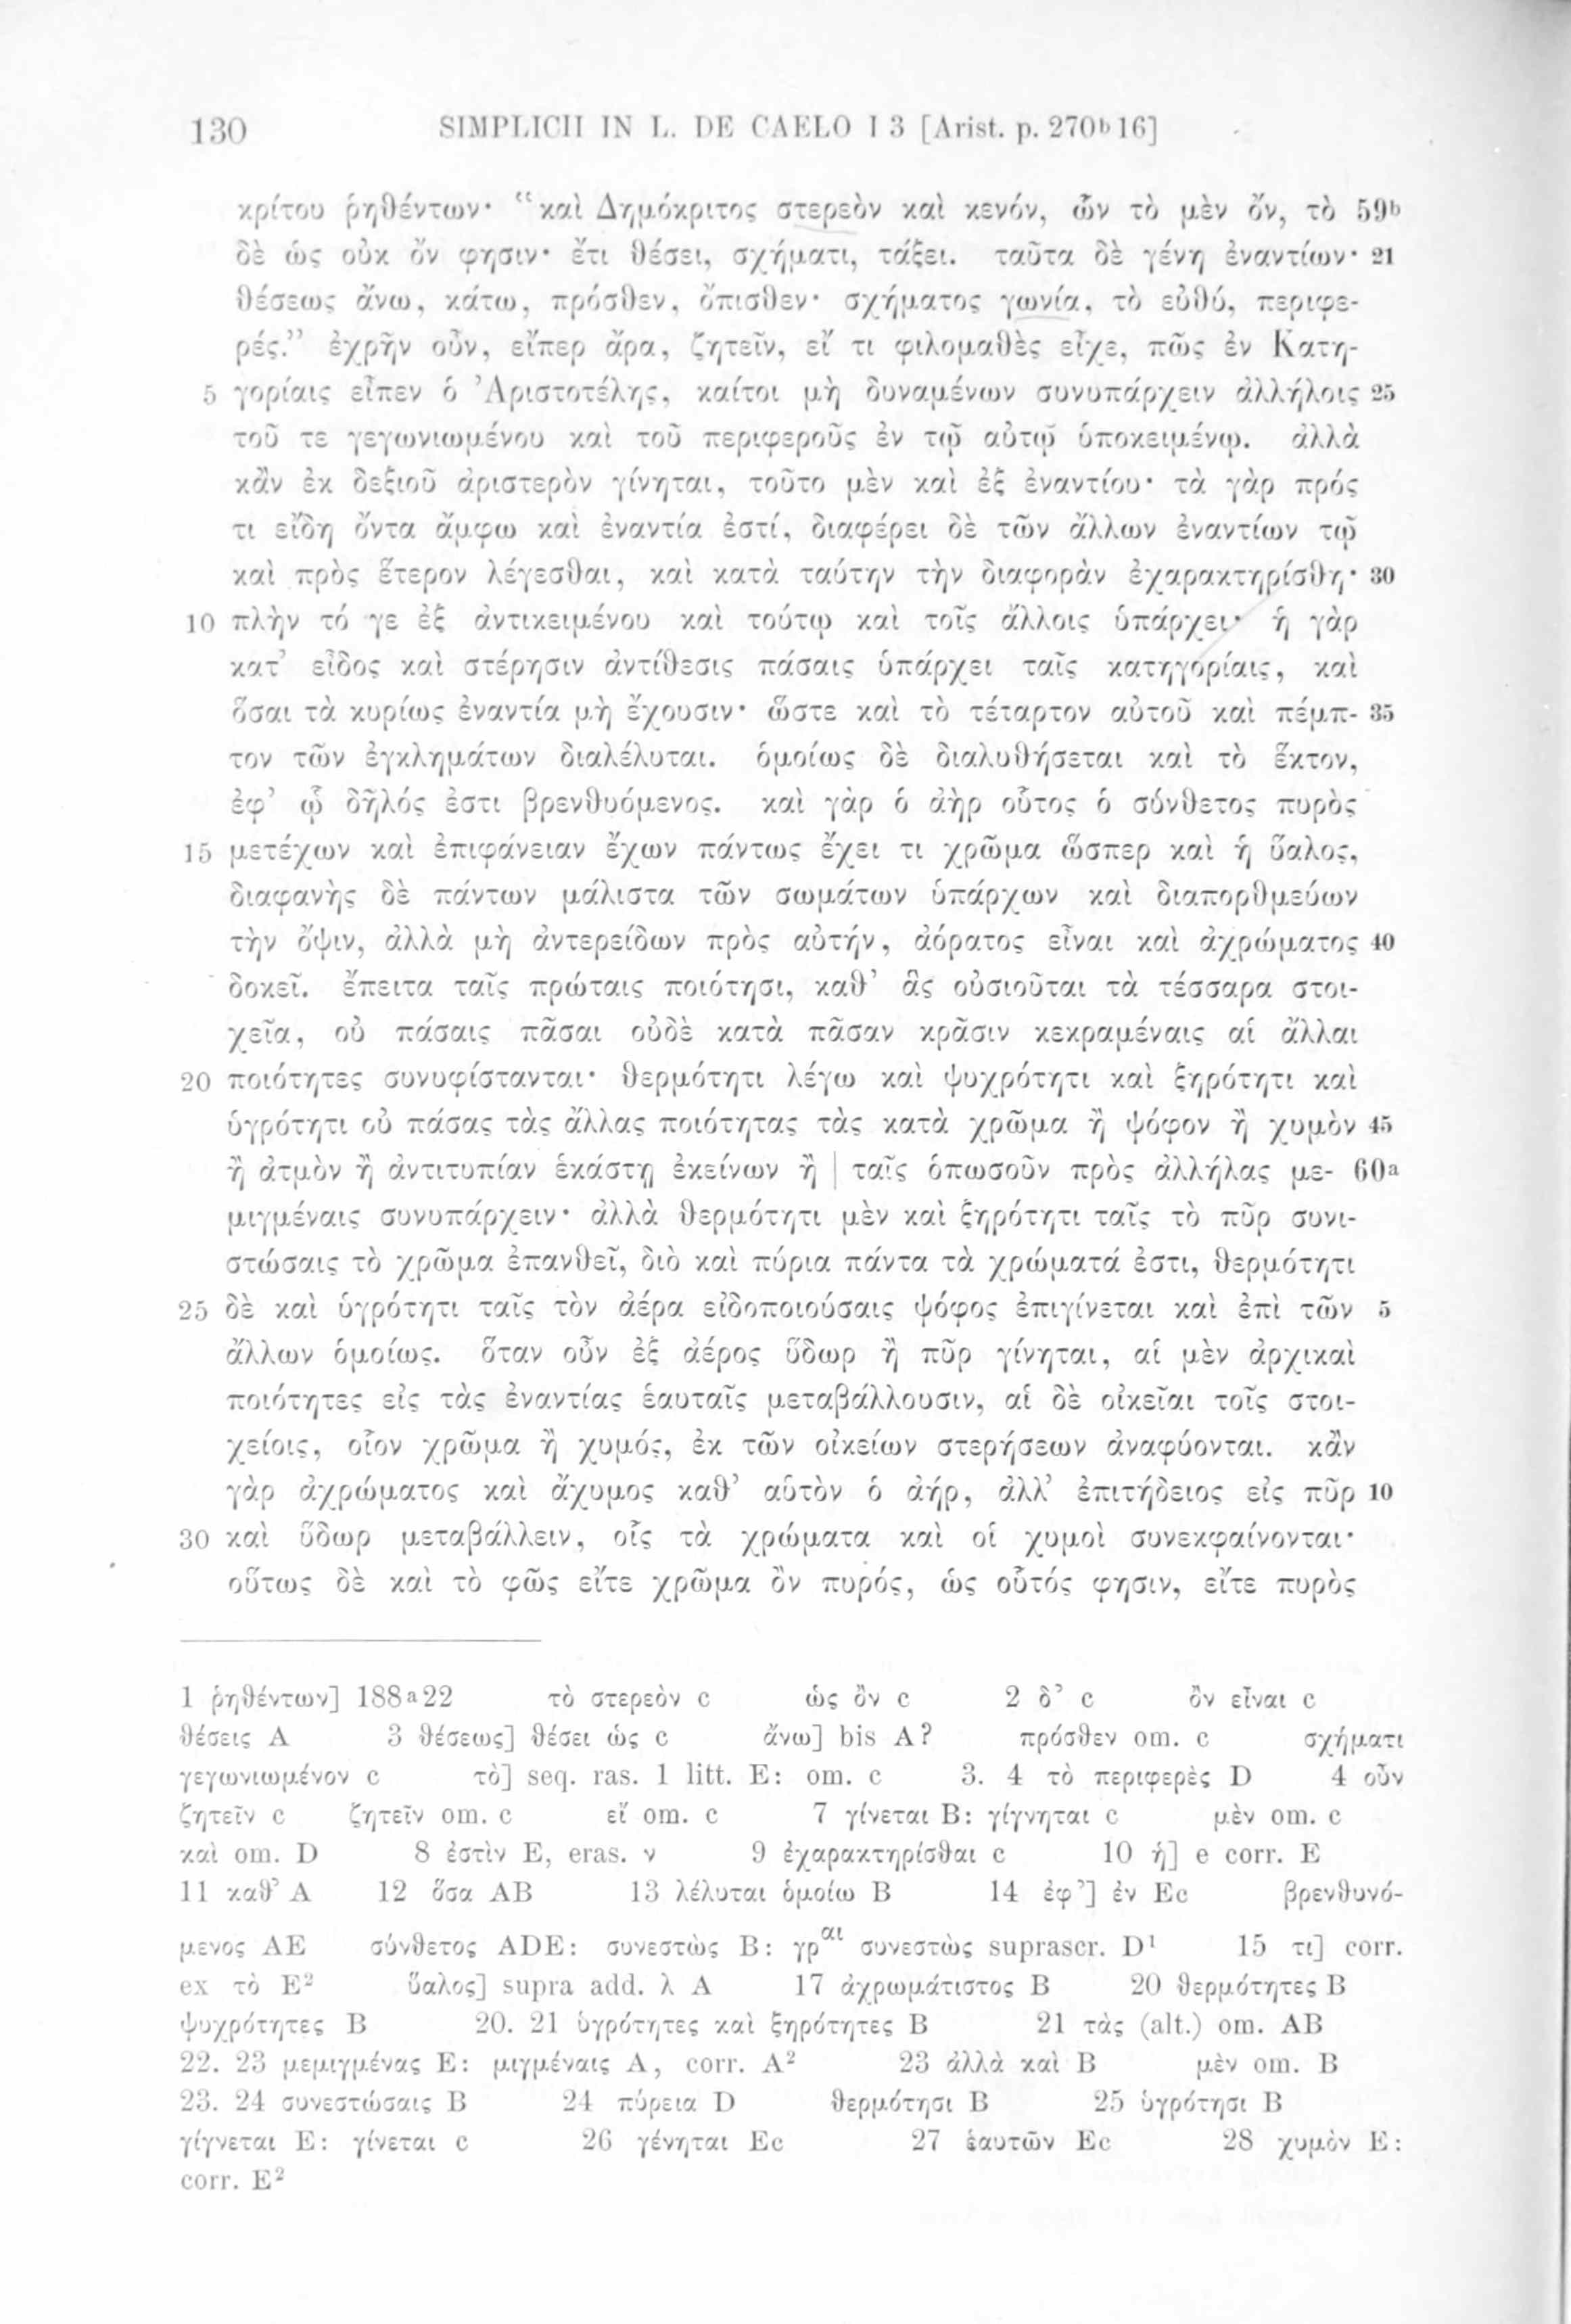 130 SIMPLICII IN L. DE CAELO I 3 [Arist. p. 270ᵇ16]
κρίτου ῥηθέντων· “καὶ Δημόκριτος στερεὸν καὶ κενόν, ὧν τὸ μὲν ὄν, τὸ 59ᵇ
δὲ ὡς οὐκ ὄν φησιν· ἔτι θέσει, σχήματι, τάξει. ταῦτα δὲ γένη ἐναντίων· 21
θέσεως ἄνω, κάτω, πρόσθεν, ὄπισθεν· σχήματος γωνία, τὸ εὐθύ, περιφε-
ρές.” ἐχρῆν οὖν, εἴπερ ἄρα, ζητεῖν, εἴ τι φιλομαθὲς εἶχε, πῶς ἐν Κατη-
5 γορίαις εἶπεν ὁ Ἀριστοτέλης, καίτοι μὴ δυναμένων συνυπάρχειν ἀλλήλοις 25
τοῦ τε γεγωνιωμένου καὶ τοῦ περιφεροῦς ἐν τῷ αὐτῷ ὑποκειμένῳ. ἀλλὰ
κἂν ἐκ δεξιοῦ ἀριστερὸν γίνηται, τοῦτο μὲν καὶ ἐξ ἐναντίου· τὰ γὰρ πρός
τι εἴδη ὄντα ἄμφω καὶ ἐναντία ἐστί, διαφέρει δὲ τῶν ἄλλων ἐναντίων τῷ
καὶ πρὸς ἕτερον λέγεσθαι, καὶ κατὰ ταύτην τὴν διαφορὰν ἐχαρακτηρίσθη· 30
10 πλὴν τό γε ἐξ ἀντικειμένου καὶ τούτῳ καὶ τοῖς ἄλλοις ὑπάρχει· ἡ γὰρ
κατ’ εἶδος καὶ στέρησιν ἀντίθεσις πάσαις ὑπάρχει ταῖς κατηγορίαις, καὶ
ὅσαι τὰ κυρίως ἐναντία μὴ ἔχουσιν· ὥστε καὶ τὸ τέταρτον αὐτοῦ καὶ πέμπ- 35
τον τῶν ἐγκλημάτων διαλέλυται. ὁμοίως δὲ διαλυθήσεται καὶ τὸ ἕκτον,
ἐφ’ ᾧ δῆλός ἐστι βρενθυόμενος. καὶ γὰρ ὁ ἀὴρ οὗτος ὁ σύνθετος πυρὸς
15 μετέχων καὶ ἐπιφάνειαν ἔχων πάντως ἔχει τι χρῶμα ὥσπερ καὶ ἡ ὕαλος,
διαφανὴς δὲ πάντων μάλιστα τῶν σωμάτων ὑπάρχων καὶ διαπορθμεύων
τὴν ὄψιν, ἀλλὰ μὴ ἀντερείδων πρὸς αὐτήν, ἀόρατος εἶναι καὶ ἀχρώματος 40
δοκεῖ. ἔπειτα ταῖς πρώταις ποιότησι, καθ’ ἃς οὐσιοῦται τὰ τέσσαρα στοι-
χεῖα, οὐ πάσαις πᾶσαι οὐδὲ κατὰ πᾶσαν κρᾶσιν κεκραμέναις αἱ ἄλλαι
20 ποιότητες συνυφίστανται· θερμότητι λέγω καὶ ψυχρότητι καὶ ξηρότητι καὶ
ὑγρότητι οὐ πάσας τὰς ἄλλας ποιότητας τὰς κατὰ χρῶμα ἢ ψόφον ἢ χυμὸν 45
ἢ ἀτμὸν ἢ ἀντιτυπίαν ἑκάστῃ ἐκείνων ἢ | ταῖς ὁπωσοῦν πρὸς ἀλλήλας με- 60ᵃ
μιγμέναις συνυπάρχειν· ἀλλὰ θερμότητι μὲν καὶ ξηρότητι ταῖς τὸ πῦρ συνι-
στώσαις τὸ χρῶμα ἐπανθεῖ, διὸ καὶ πύρια πάντα τὰ χρώματά ἐστι, θερμότητι
25 δὲ καὶ ὑγρότητι ταῖς τὸν ἀέρα εἰδοποιούσαις ψόφος ἐπιγίνεται καὶ ἐπὶ τῶν 5
ἄλλων ὁμοίως. ὅταν οὖν ἐξ ἀέρος ὕδωρ ἢ πῦρ γίνηται, αἱ μὲν ἀρχικαὶ
ποιότητες εἰς τὰς ἐναντίας ἑαυταῖς μεταβάλλουσιν, αἱ δὲ οἰκεῖαι τοῖς στοι-
χείοις, οἷον χρῶμα ἢ χυμός, ἐκ τῶν οἰκείων στερήσεων ἀναφύονται. κἂν
γὰρ ἀχρώματος καὶ ἄχυμος καθ’ αὑτὸν ὁ ἀήρ, ἀλλ’ ἐπιτήδειος εἰς πῦρ 10
30 καὶ ὕδωρ μεταβάλλειν, οἷς τὰ χρώματα καὶ οἱ χυμοὶ συνεκφαίνονται·
οὕτως δὲ καὶ τὸ φῶς εἴτε χρῶμα ὂν πυρός, ὡς οὗτός φησιν, εἴτε πυρὸς
1 ῥηθέντων] 188ᵃ22 τὸ στερεὸν c ὡς ὂν c 2 δ’ c ὂν εἶναι c
θέσεις A 3 θέσεως] θέσει ὡς c ἄνω] bis A? πρόσθεν om. c σχήματι
γεγωνιωμένον c τὸ] seq. ras. 1 litt. E: om. c 3. 4 τὸ περιφερὲς D 4 οὖν
ζητεῖν c ζητεῖν om. c εἴ om. c 7 γίνεται B: γίγνηται c μὲν om. c
καὶ om. D 8 ἐστὶν E, eras. ν 9 ἐχαρακτηρίσθαι c 10 ἡ] e corr. E
11 καθ’ A 12 ὅσα AB 13 λέλυται ὁμοίω B 14 ἐφ’] ἐν Ec βρενθυνό-
μενος AE σύνθετος ADE: συνεστὼς B: γρᵅᶥ συνεστὼς suprascr. D¹ 15 τι] corr.
ex τὸ E² ὕαλος] supra add. λ A 17 ἀχρωμάτιστος B 20 θερμότητες B
ψυχρότητες B 20. 21 ὑγρότητες καὶ ξηρότητες B 21 τὰς (alt.) om. AB
22. 23 μεμιγμένας E: μιγμέναις A, corr. A² 23 ἀλλὰ καὶ B μὲν om. B
23. 24 συνεστώσαις B 24 πύρεια D θερμότησι B 25 ὑγρότησι B
γίγνεται E: γίνεται c 26 γένηται Ec 27 ἑαυτῶν Ec 28 χυμὸν E:
corr. E²